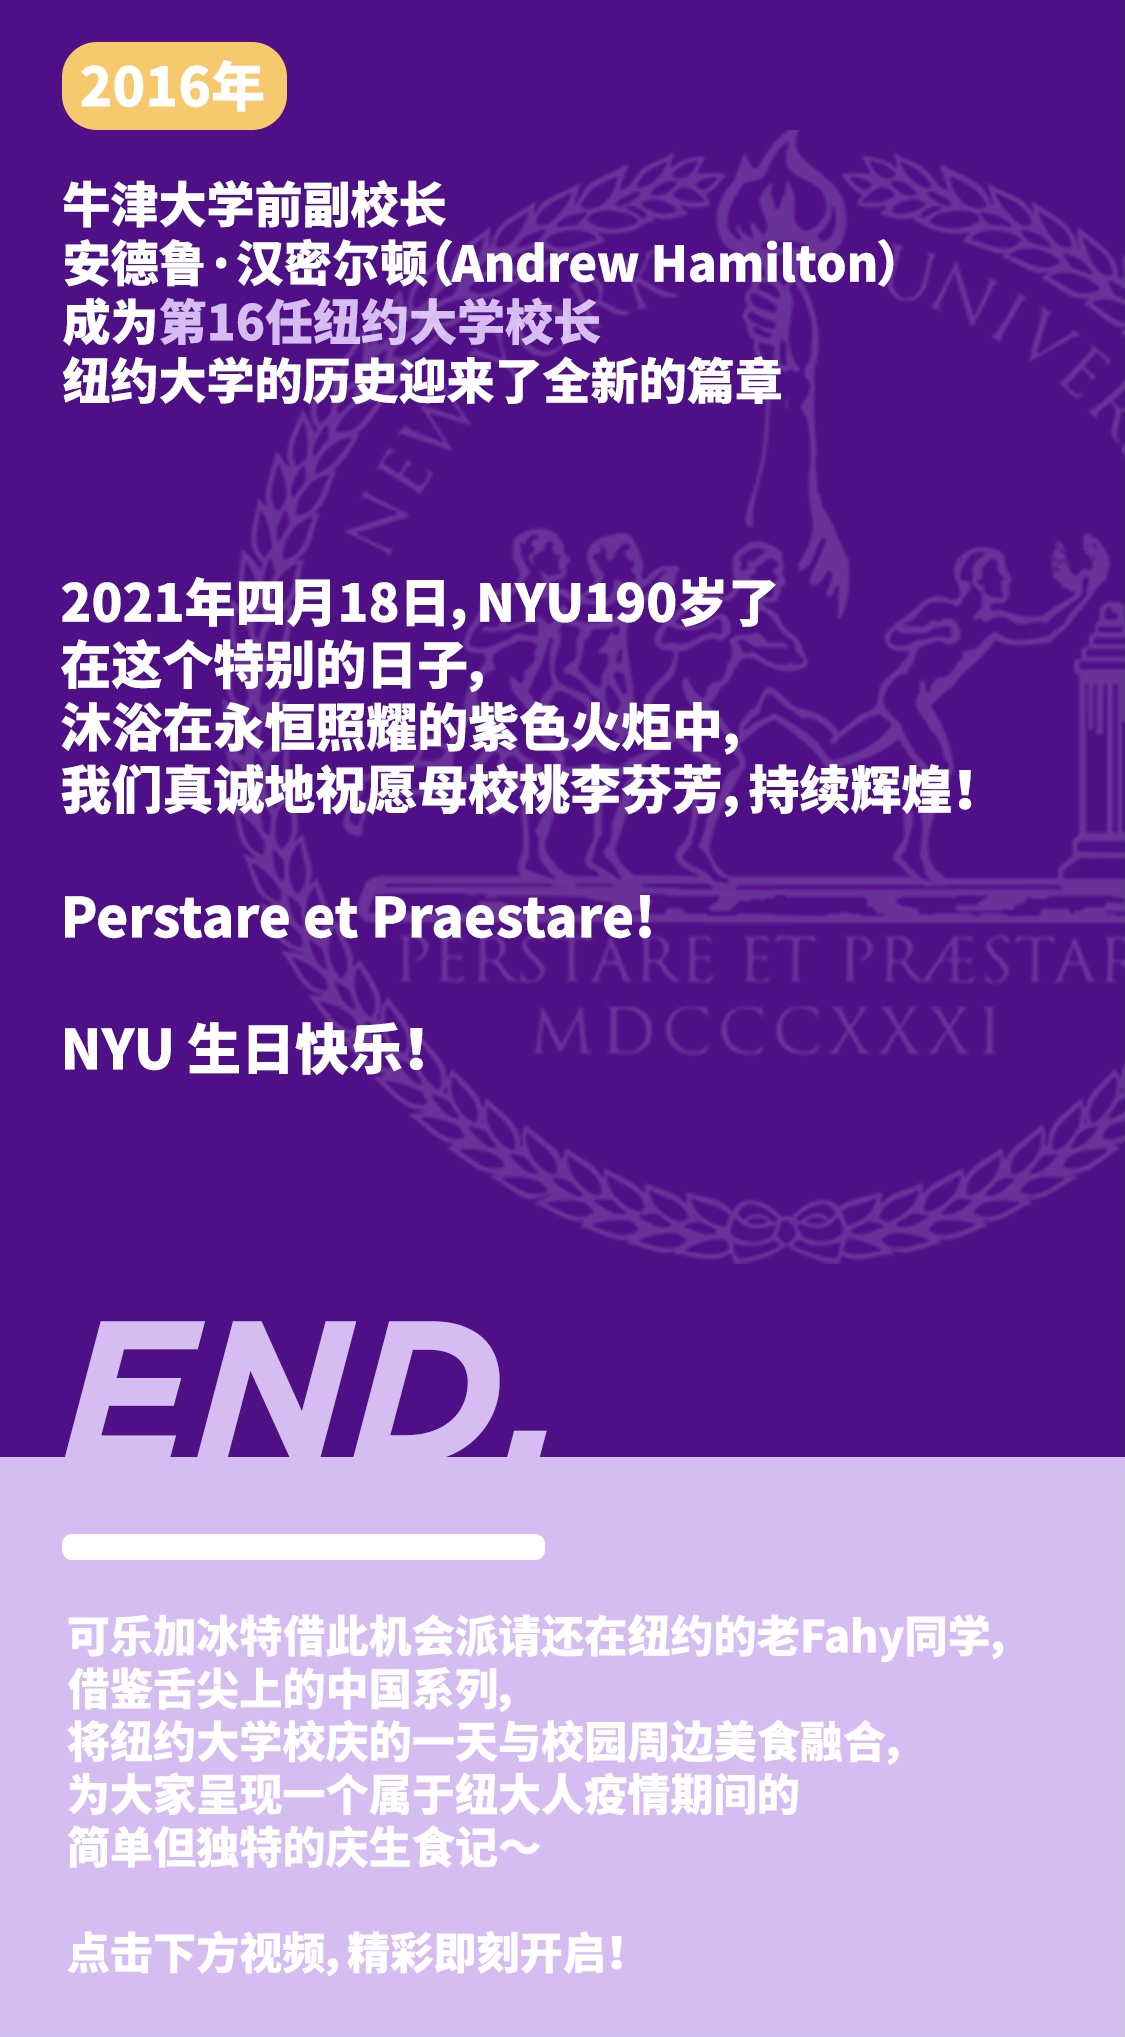 2016年
牛津大学前副校长
安德鲁·汉密尔顿(Andrew Hamilton)
成为第16任纽约大学校长
纽约大学的历史迎来了全新的篇章
NEW YORK UNIVER
2021年四月18日, NYU190岁了
在这个特别的日子,
沐浴在永恒照耀的紫色火炬中,
我们真诚地祝愿母校桃李芬芳, 持续辉煌!
Perstare et Praestare!
PERSTARE ET PRÆSTAR
MDCCCXXXI
NYU 生日快乐!
END.
可乐加冰特借此机会派请还在纽约的老Fahy同学,
借鉴舌尖上的中国系列,
将纽约大学校庆的一天与校园周边美食融合,
为大家呈现一个属于纽大人疫情期间的
简单但独特的庆生食记～
点击下方视频, 精彩即刻开启!